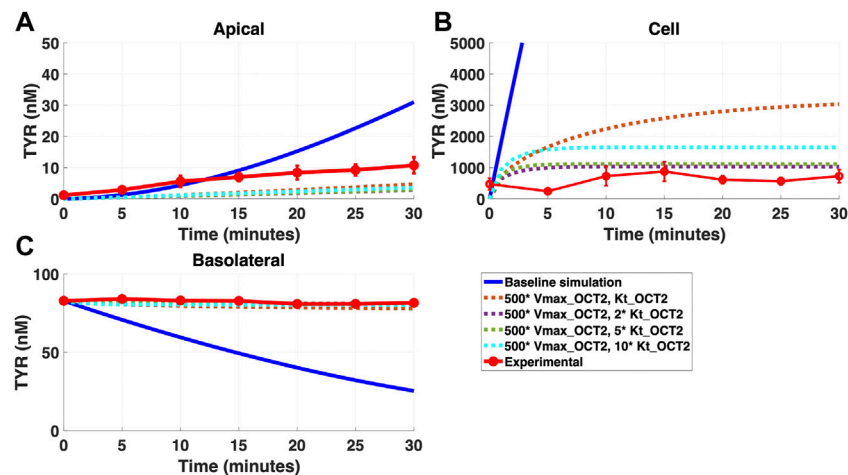 A
Apical
50
40
30
20
10
0
TYR (nM)
0 5 10 15 20 25 30
Time (minutes)
B
Cell
5000
4000
3000
2000
1000
0
TYR (nM)
0 5 10 15 20 25 30
Time (minutes)
C
Basolateral
100
50
0
TYR (nM)
0 5 10 15 20 25 30
Time (minutes)
Baseline simulation
500* Vmax_OCT2, Kt_OCT2
500* Vmax_OCT2, 2* Kt_OCT2
500* Vmax_OCT2, 5* Kt_OCT2
500* Vmax_OCT2, 10* Kt_OCT2
Experimental